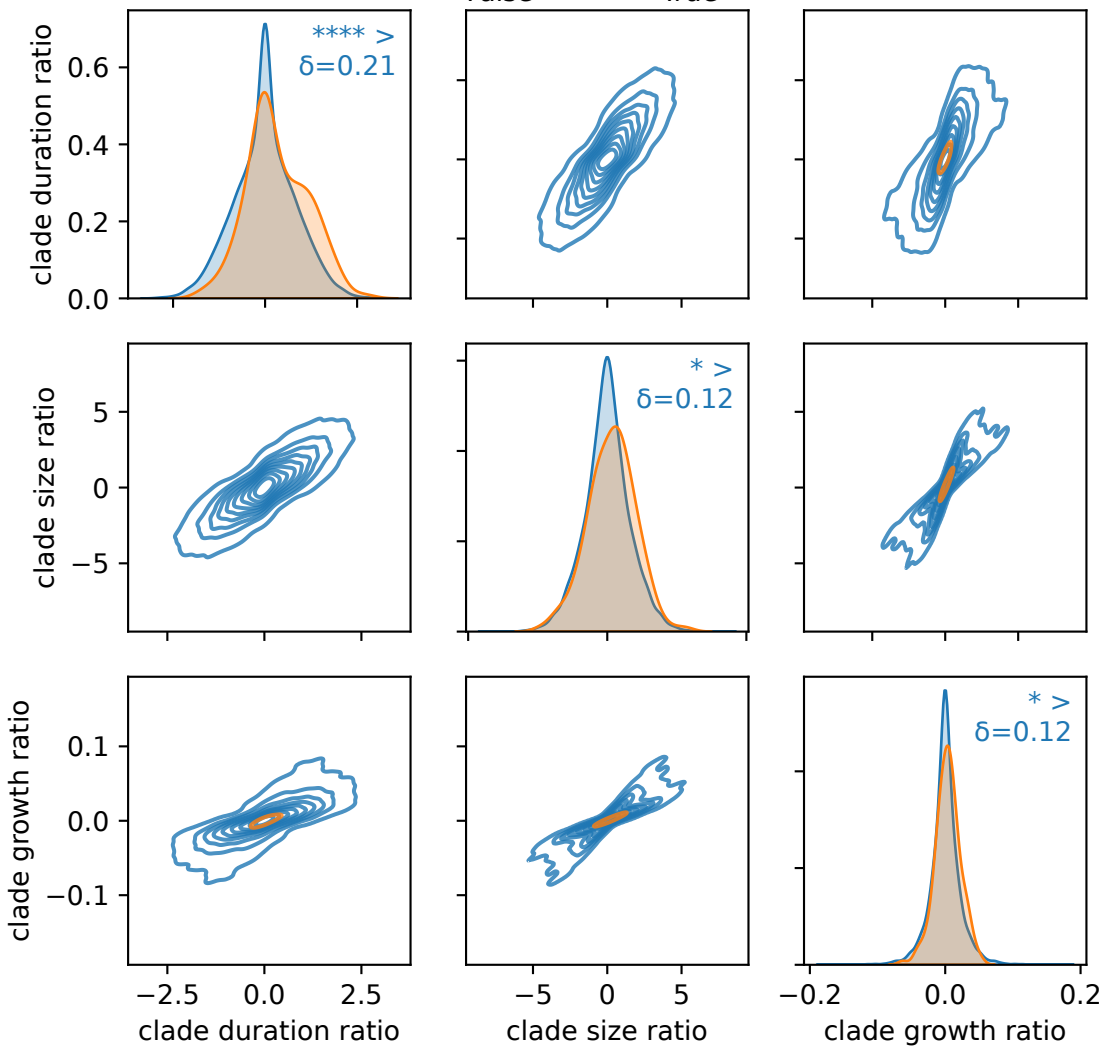 clade duration ratio
0.6
0.4
0.2
0.0
**** >
δ=0.21
clade size ratio
5
0
−5
* >
δ=0.12
clade growth ratio
0.1
0.0
−0.1
* >
δ=0.12
−2.5 0.0 2.5
clade duration ratio
−5 0 5
clade size ratio
−0.2 0.0 0.2
clade growth ratio